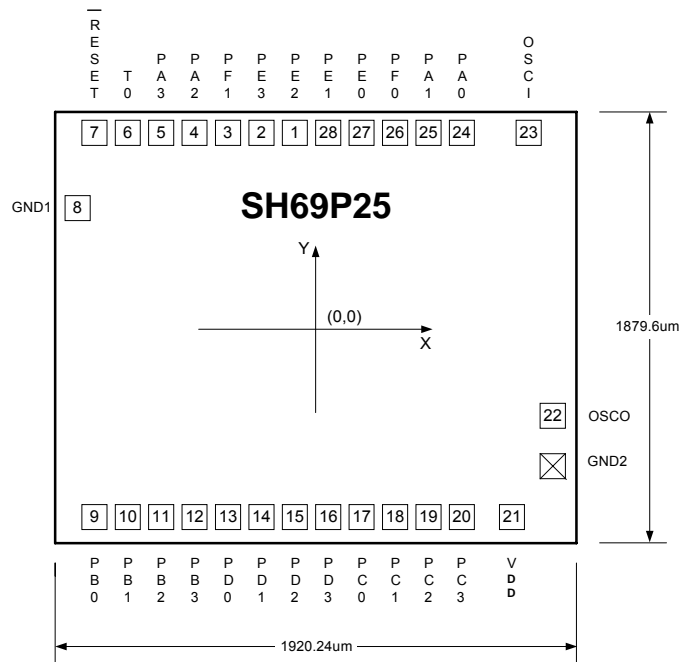 RESET
T0
PA3
PA2
PF1
PE3
PE2
PE1
PE0
PF0
PA1
PA0
OSCI
7 6 5 4 3 2 1 28 27 26 25 24 23
GND1 8
SH69P25
Y
(0,0)
X
1879.6um
22 OSCO
GND2
9 10 11 12 13 14 15 16 17 18 19 20 21
PB0
PB1
PB2
PB3
PD0
PD1
PD2
PD3
PC0
PC1
PC2
PC3
VDD
1920.24um